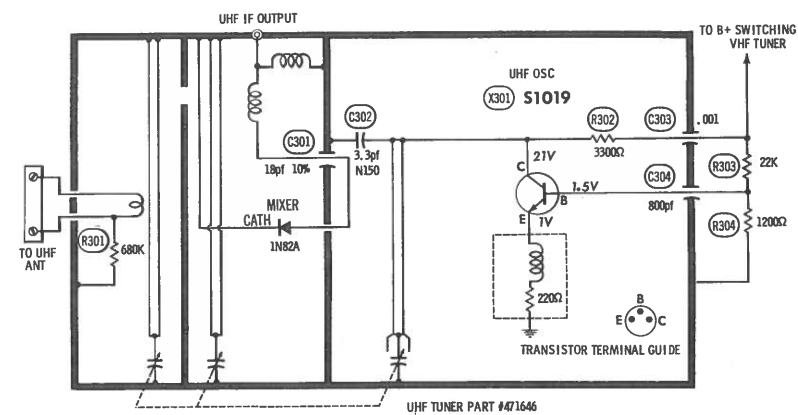 UHF IF OUTPUT
TO B+ SWITCHING
VHF TUNER
UHF OSC
X301 S1019
C302
3.3pf
N150
R302
3300Ω
C303
.001
C301
18pf 10%
21V
C
B
E
1.5V
1V
C304
800pf
R303
22K
R304
1200Ω
MIXER
CATH
1N82A
R301
680K
TO UHF
ANT
220Ω
B
E
C
TRANSISTOR TERMINAL GUIDE
UHF TUNER PART #471646